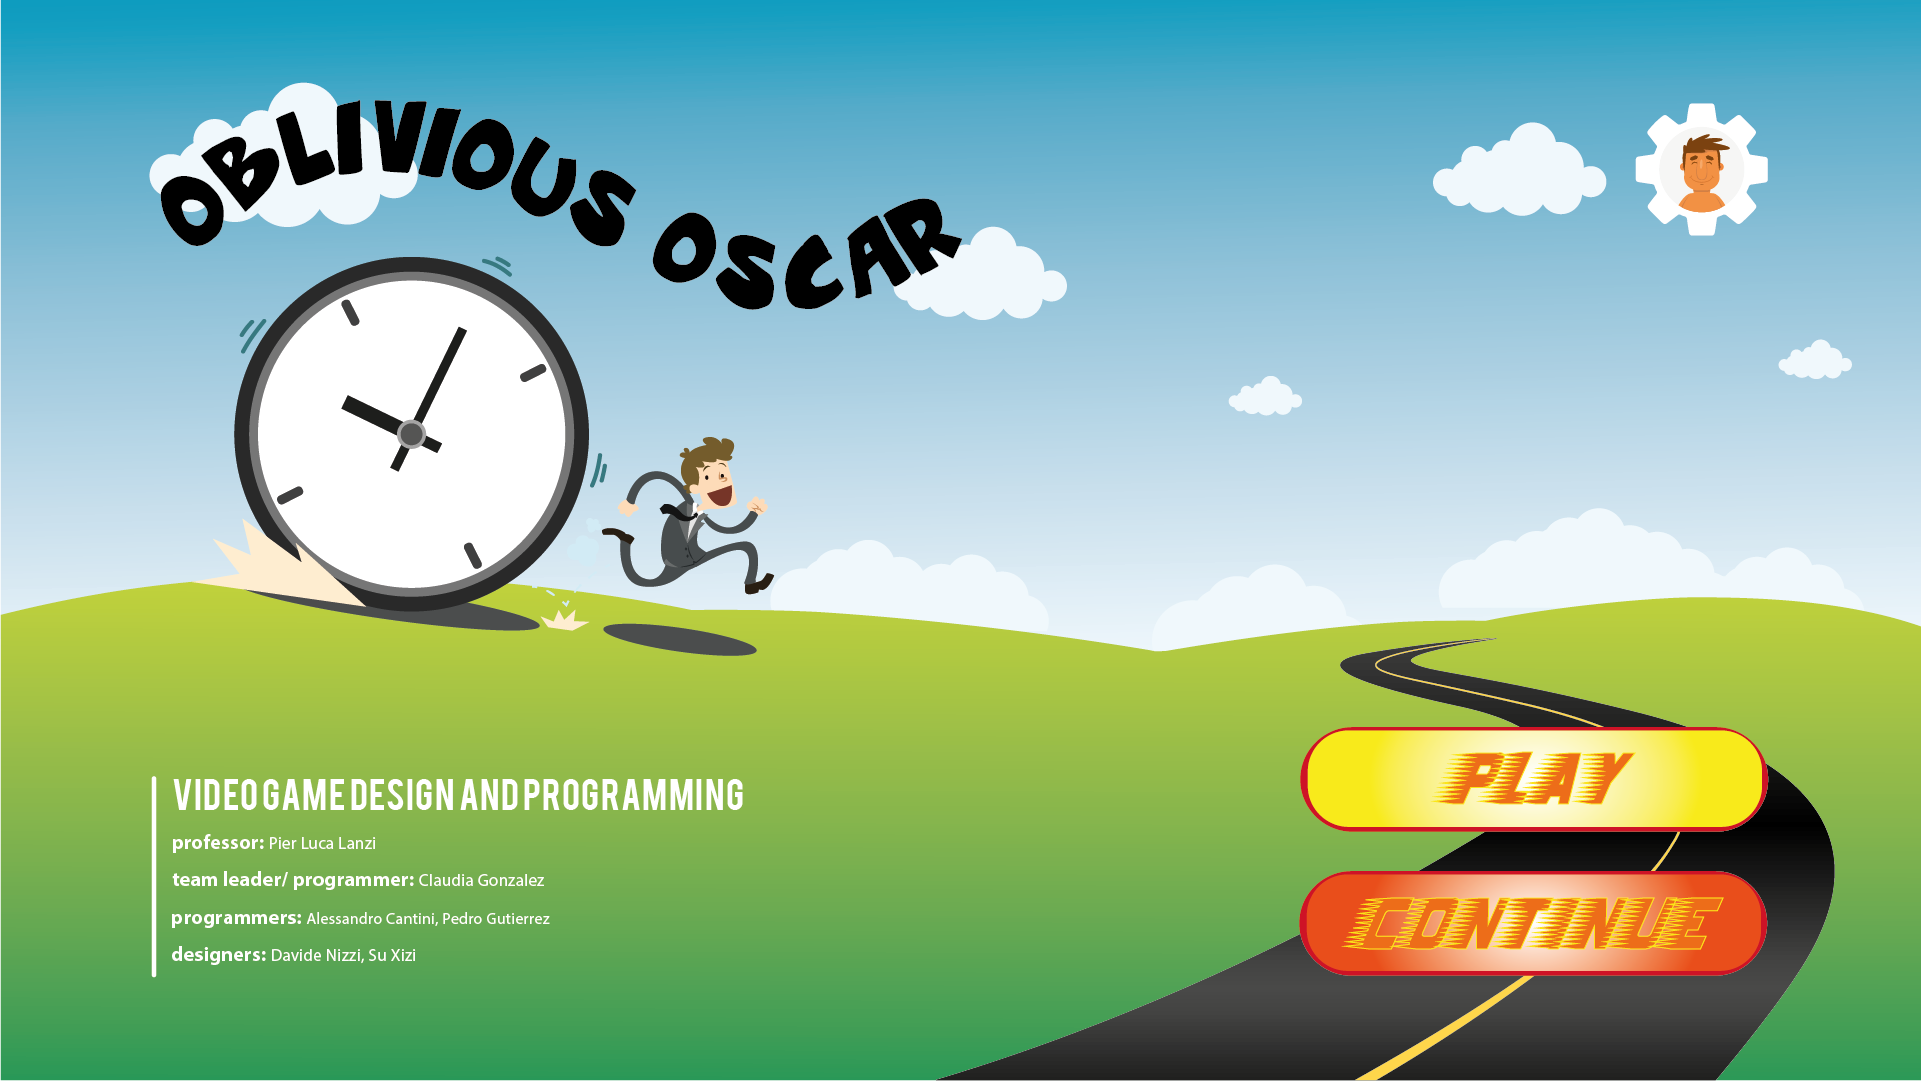 OBLIVIOUS OSCAR
PLAY
VIDEO GAME DESIGN AND PROGRAMMING
professor: Pier Luca Lanzi
team leader/ programmer: Claudia Gonzalez
programmers: Alessandro Cantini, Pedro Gutierrez
designers: Davide Nizzi, Su Xizi
CONTINUE